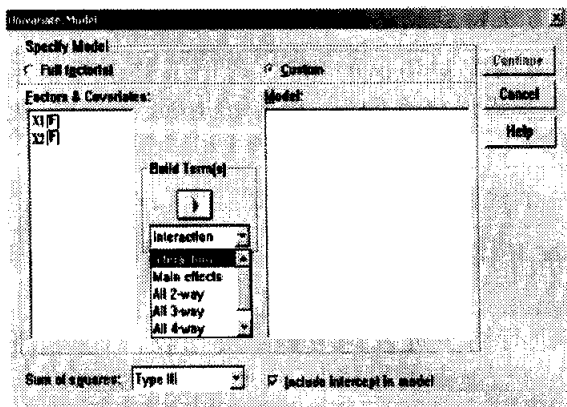 Univariate: Model
Specify Model
Full factorial
Custom
Continue
Cancel
Help
Factors & Covariates:
Model:
X1(F)
X2(F)
Build Term(s)
Interaction
Interaction
Main effects
All 2-way
All 3-way
All 4-way
Sum of squares:
Type III
Include intercept in model